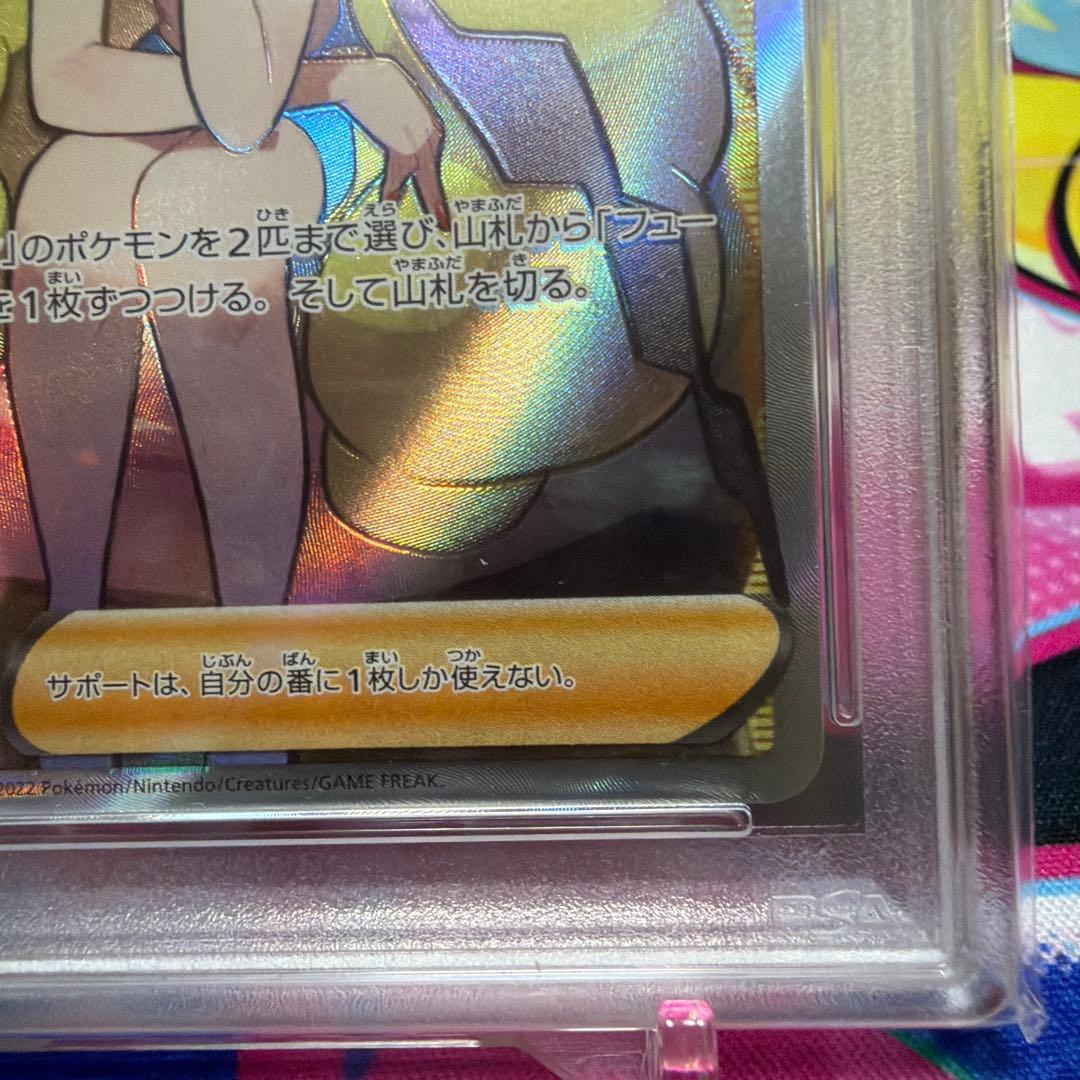 」のポケモンを2匹まで選び、山札から「フュー
を1枚ずつつける。そして山札を切る。
サポートは、自分の番に1枚しか使えない。
2022 Pokémon/Nintendo/Creatures/GAME FREAK.
PSA